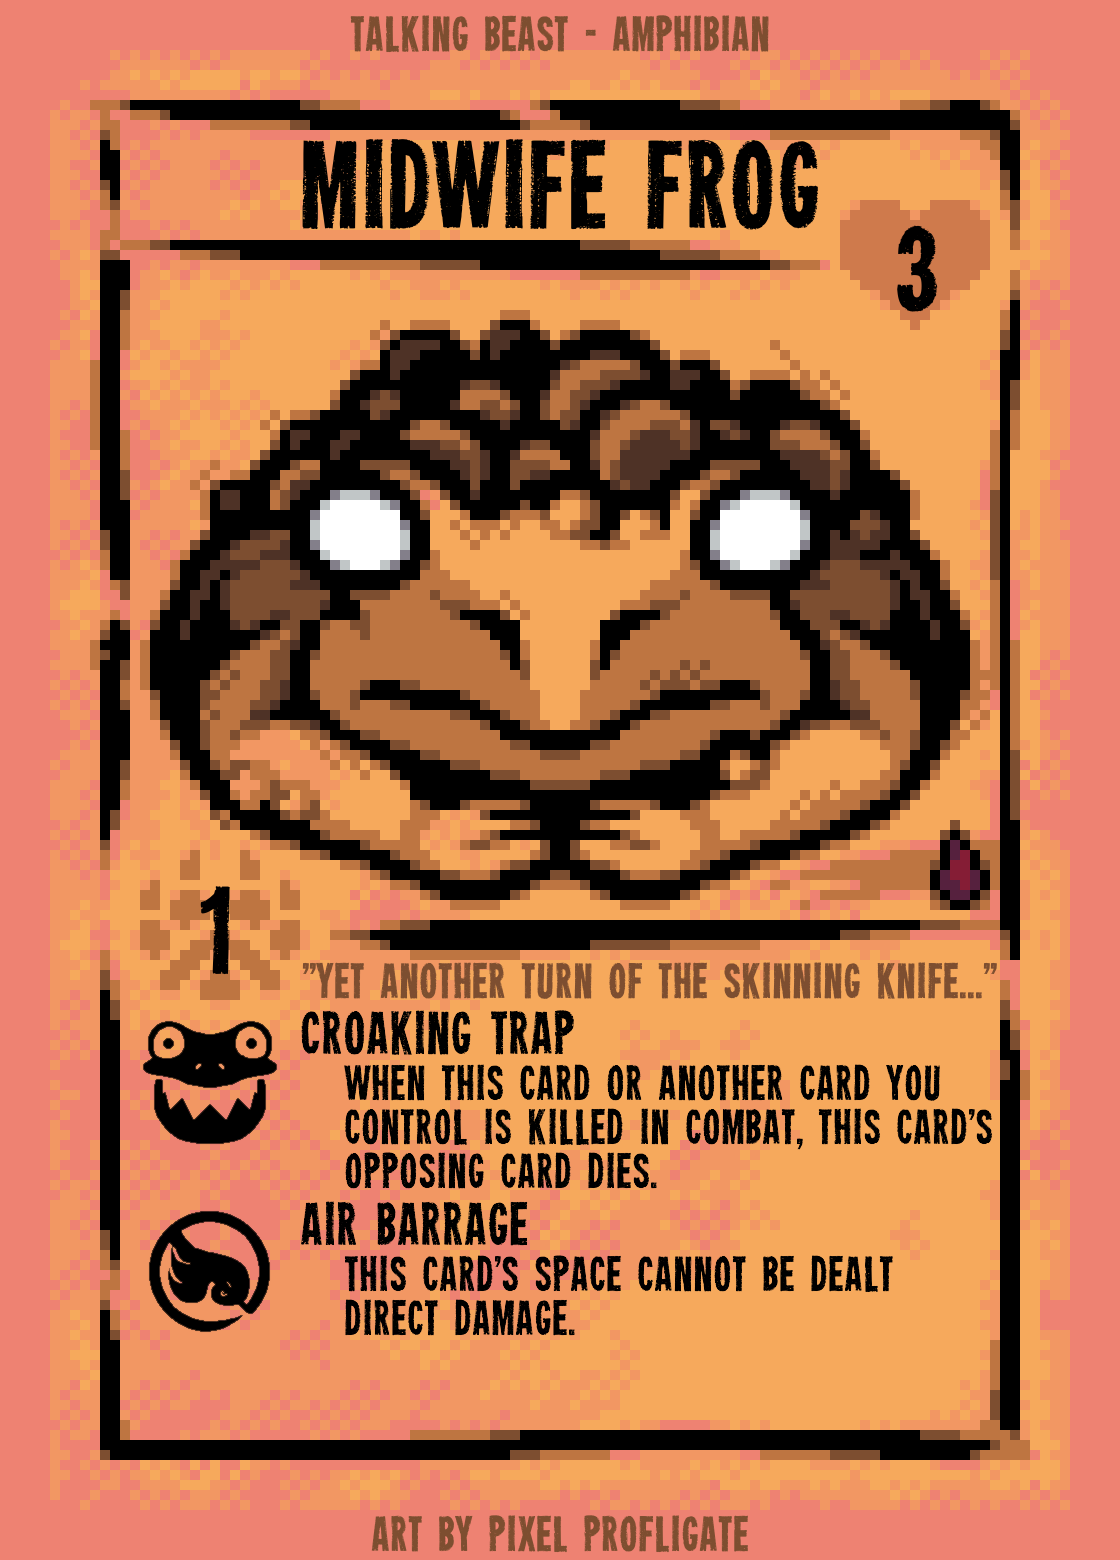 TALKING BEAST - AMPHIBIAN
MIDWIFE FROG
3
1
"YET ANOTHER TURN OF THE SKINNING KNIFE..."
CROAKING TRAP
WHEN THIS CARD OR ANOTHER CARD YOU
CONTROL IS KILLED IN COMBAT, THIS CARD'S
OPPOSING CARD DIES.
AIR BARRAGE
THIS CARD'S SPACE CANNOT BE DEALT
DIRECT DAMAGE.
ART BY PIXEL PROFLIGATE